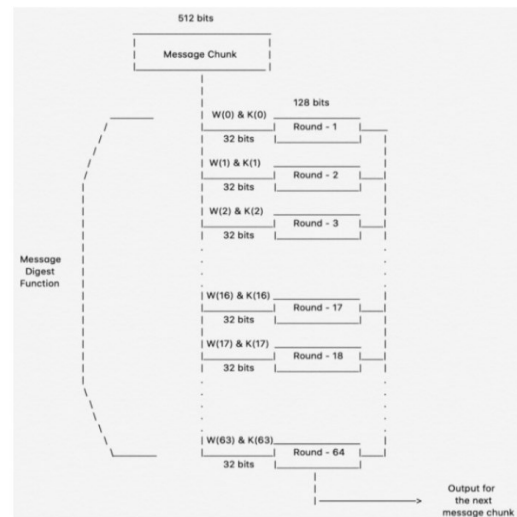 512 bits
Message Chunk
128 bits
W(0) & K(0)
Round - 1
32 bits
W(1) & K(1)
Round - 2
32 bits
W(2) & K(2)
Round - 3
32 bits
Message
Digest
Function
W(16) & K(16)
Round - 17
32 bits
W(17) & K(17)
Round - 18
32 bits
W(63) & K(63)
Round - 64
32 bits
Output for
the next
message chunk